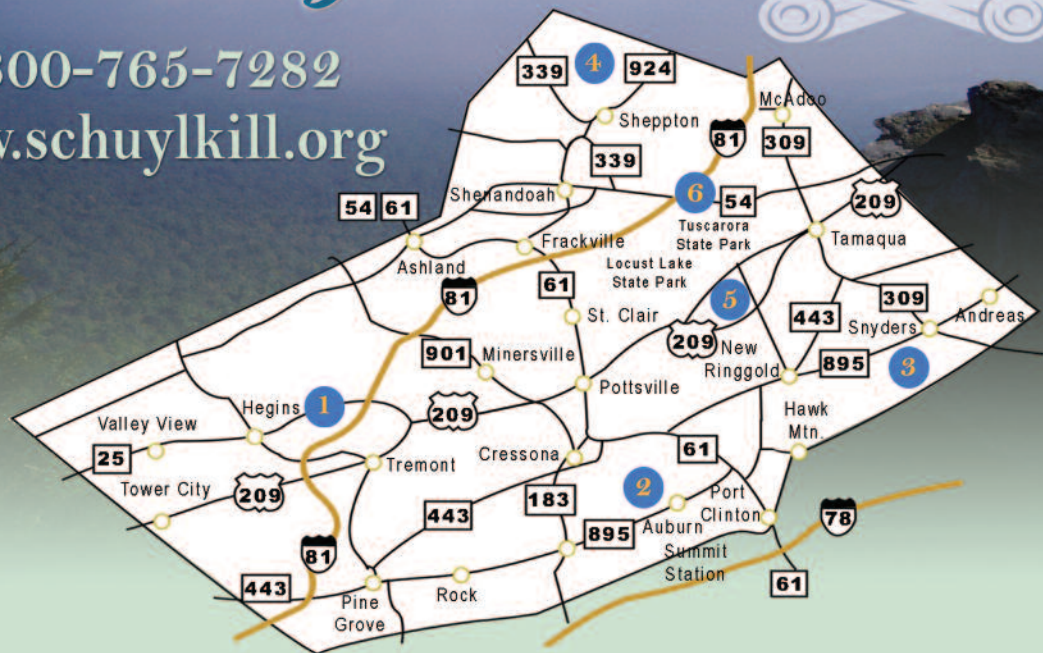 800-765-7282
w.schuylkill.org
339
4
924
McAdoo
Sheppton
81
309
339
Shenandoah
6
54
209
54 61
Tuscarora
State Park
Tamaqua
Frackville
Ashland
Locust Lake
State Park
81
61
5
309
Andreas
St. Clair
443
Snyders
209
New
Ringgold
901
Minersville
895
3
Pottsville
Hegins
1
209
Hawk
Mtn.
Valley View
25
Tremont
Cressona
61
Tower City
209
183
2
Port
Clinton
443
Auburn
78
895
Summit
Station
81
61
443
Pine
Grove
Rock